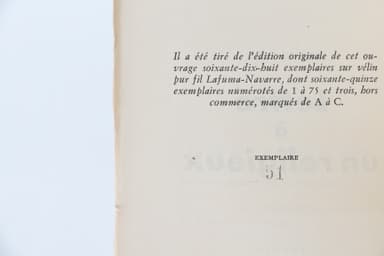 Il a été tiré de l'édition originale de cet ou-
vrage soixante-dix-huit exemplaires sur vélin
pur fil Lafuma-Navarre, dont soixante-quinze
exemplaires numérotés de 1 à 75 et trois, hors
commerce, marqués de A à C.
EXEMPLAIRE
51